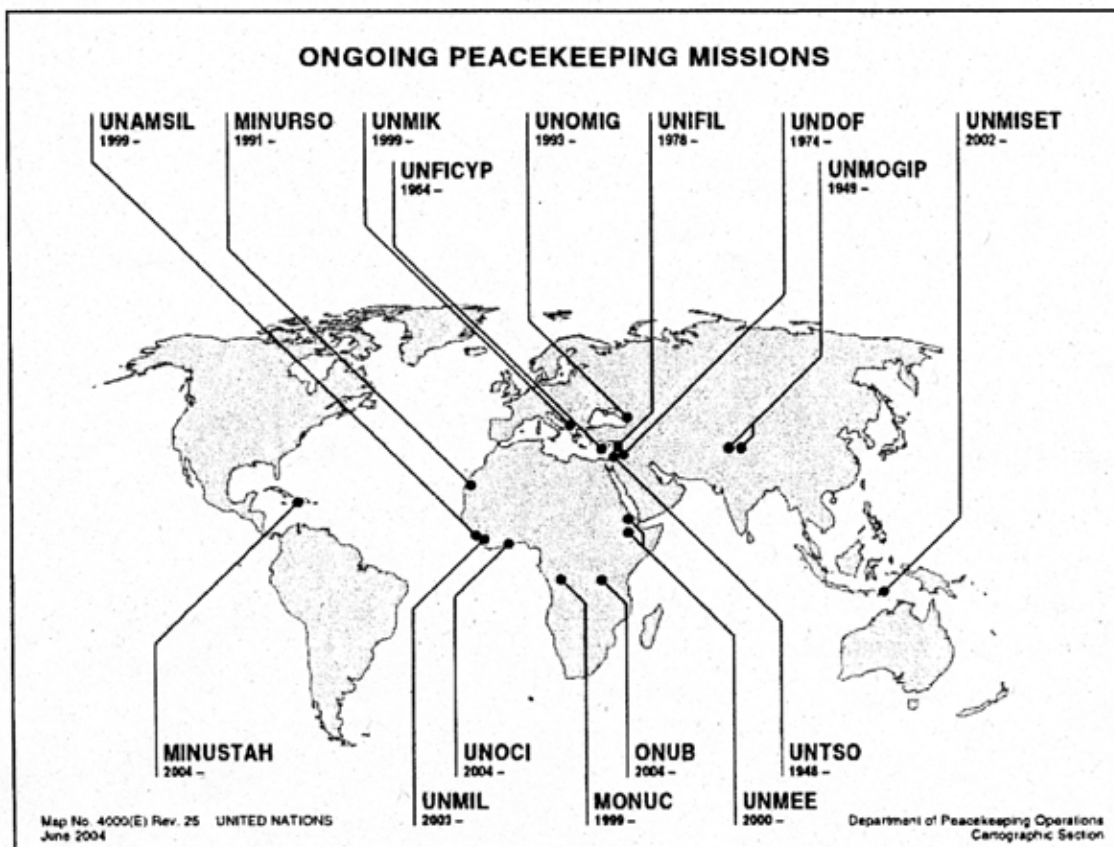 ONGOING PEACEKEEPING MISSIONS
UNAMSIL
1999 –
MINURSO
1991 –
UNMIK
1999 –
UNOMIG
1993 –
UNIFIL
1978 –
UNDOF
1974 –
UNMISET
2002 –
UNFICYP
1964 –
UNMOGIP
1949 –
MINUSTAH
2004 –
UNOCI
2004 –
ONUB
2004 –
UNTSO
1948 –
UNMIL
2003 –
MONUC
1999 –
UNMEE
2000 –
Map No. 4000(E) Rev. 25 UNITED NATIONS
June 2004
Department of Peacekeeping Operations
Cartographic Section